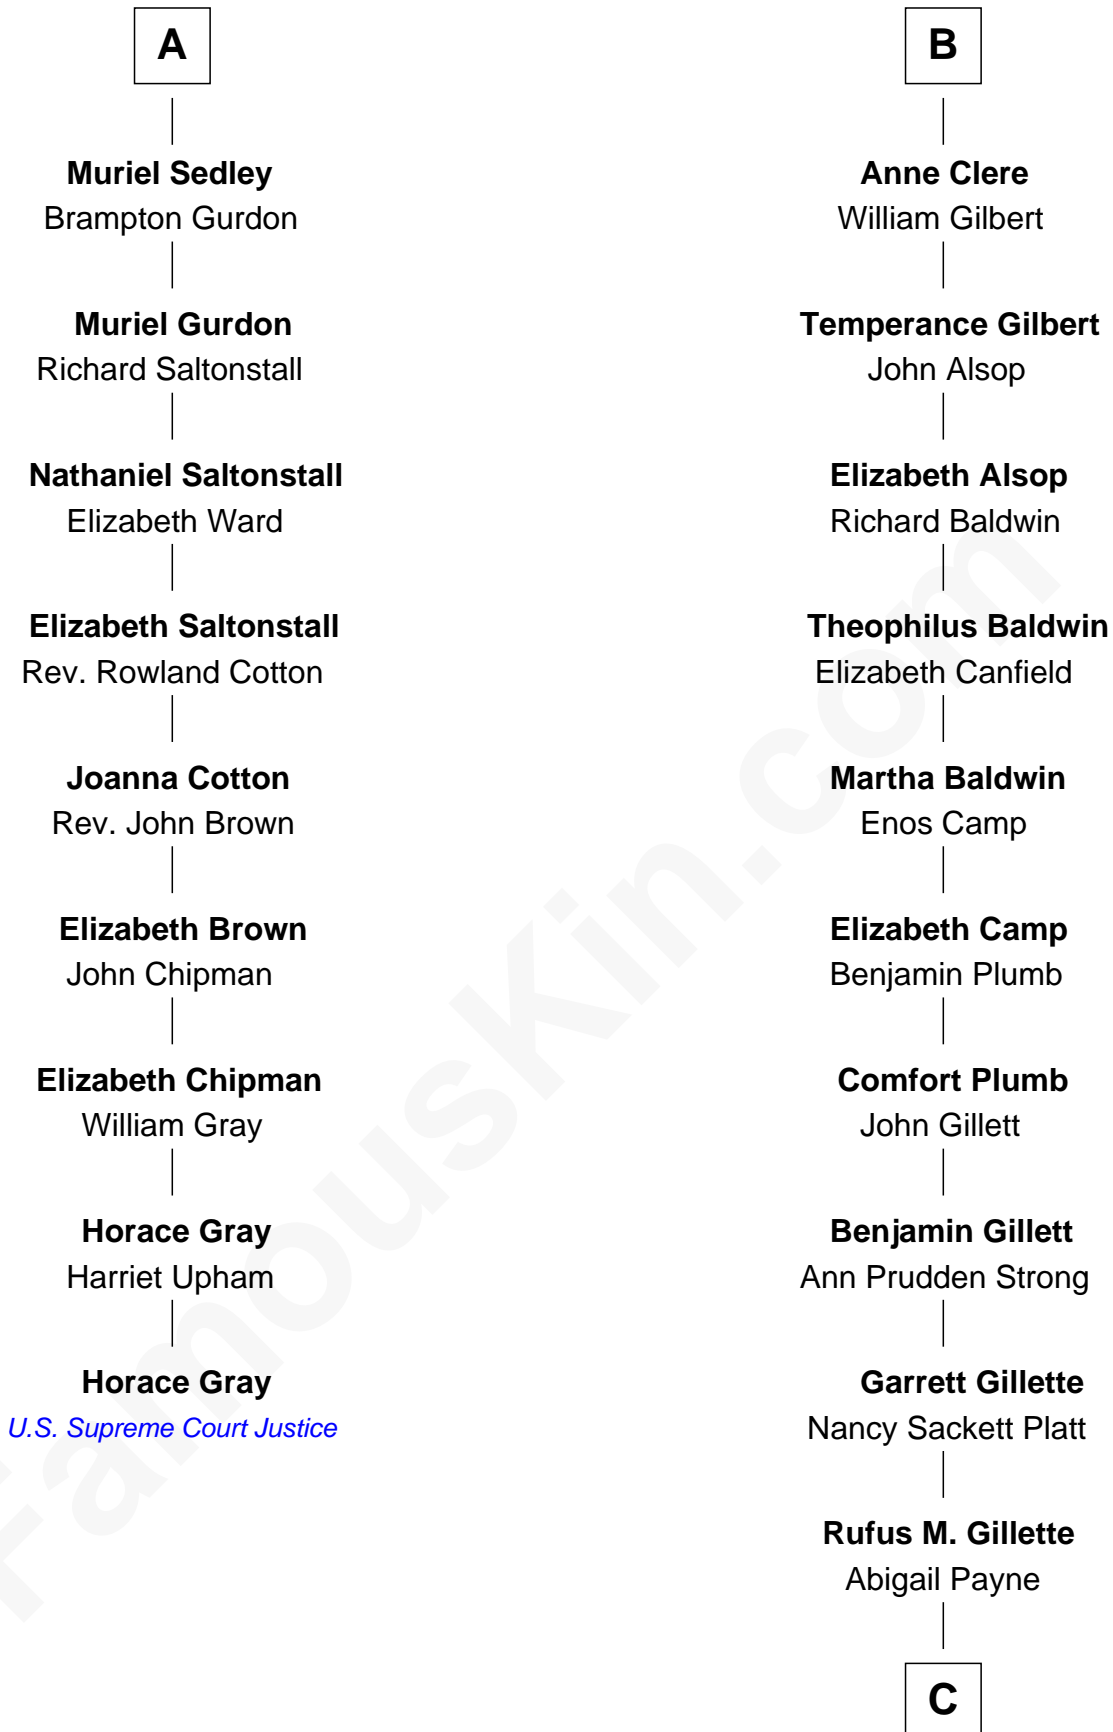 A
Muriel Sedley
Brampton Gurdon
Muriel Gurdon
Richard Saltonstall
Nathaniel Saltonstall
Elizabeth Ward
Elizabeth Saltonstall
Rev. Rowland Cotton
Joanna Cotton
Rev. John Brown
Elizabeth Brown
John Chipman
Elizabeth Chipman
William Gray
Horace Gray
Harriet Upham
Horace Gray
U.S. Supreme Court Justice
B
Anne Clere
William Gilbert
Temperance Gilbert
John Alsop
Elizabeth Alsop
Richard Baldwin
Theophilus Baldwin
Elizabeth Canfield
Martha Baldwin
Enos Camp
Elizabeth Camp
Benjamin Plumb
Comfort Plumb
John Gillett
Benjamin Gillett
Ann Prudden Strong
Garrett Gillette
Nancy Sackett Platt
Rufus M. Gillette
Abigail Payne
C
FamousKin.com